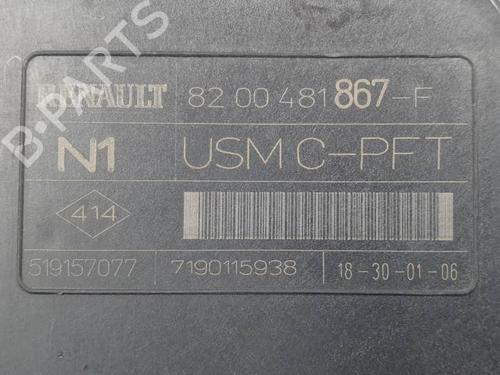 RENAULT 82 00 481 867-F
N1 USM C-PFT
414
519157077 7190115938 18-30-01-06
B-PARTS